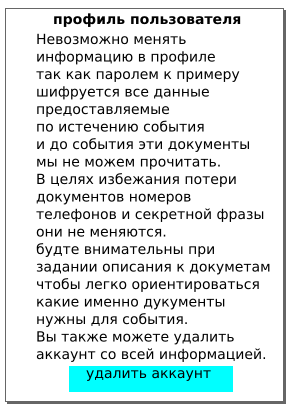 профиль пользователя
Невозможно менять
информацию в профиле
так как паролем к примеру
шифруется все данные
предоставляемые
по истечению события
и до события эти документы
мы не можем прочитать.
В целях избежания потери
документов номеров
телефонов и секретной фразы
они не меняются.
будте внимательны при
задании описания к докуметам
чтобы легко ориентироваться
какие именно дукументы
нужны для события.
Вы также можете удалить
аккаунт со всей информацией.
удалить аккаунт